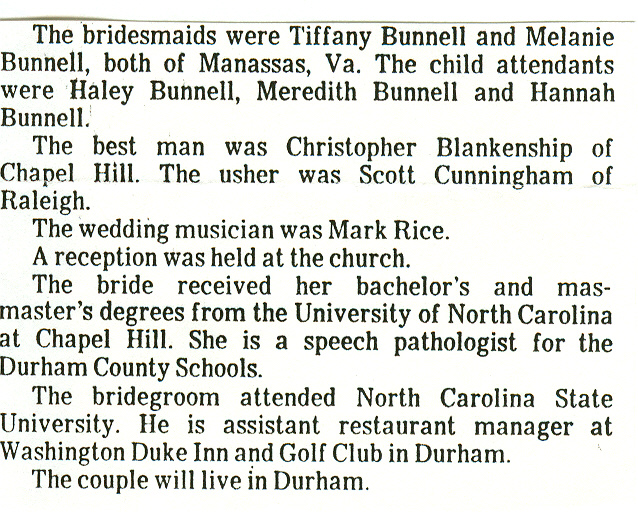 The bridesmaids were Tiffany Bunnell and Melanie
Bunnell, both of Manassas, Va. The child attendants
were Haley Bunnell, Meredith Bunnell and Hannah
Bunnell.
The best man was Christopher Blankenship of
Chapel Hill. The usher was Scott Cunningham of
Raleigh.
The wedding musician was Mark Rice.
A reception was held at the church.
The bride received her bachelor's and mas-
master's degrees from the University of North Carolina
at Chapel Hill. She is a speech pathologist for the
Durham County Schools.
The bridegroom attended North Carolina State
University. He is assistant restaurant manager at
Washington Duke Inn and Golf Club in Durham.
The couple will live in Durham.